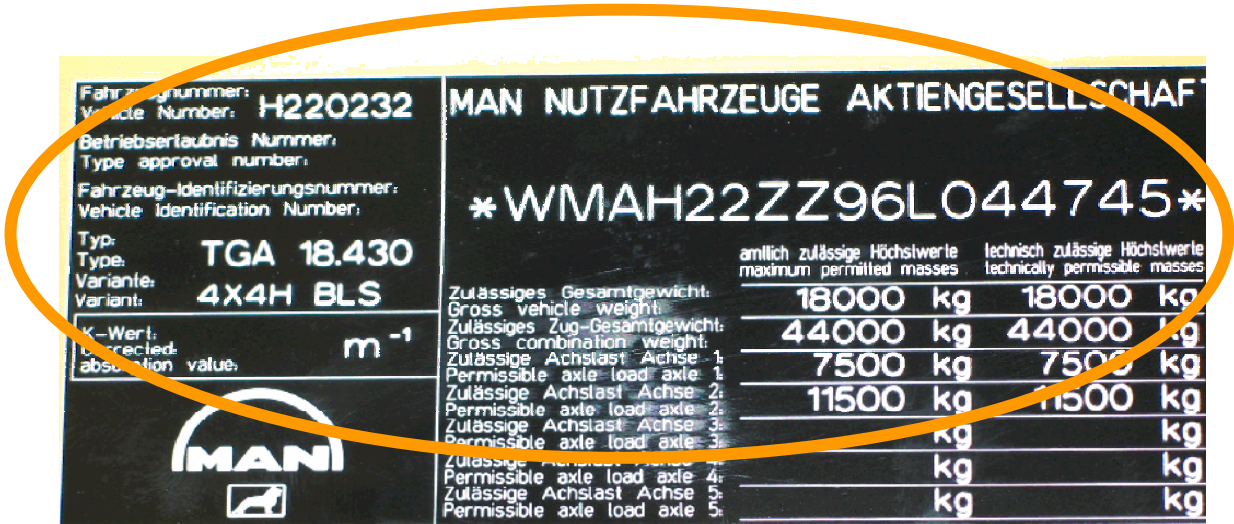 Fahrzeugnummer:
Vehicle Number: H220232
Betriebserlaubnis Nummer:
Type approval number:
Fahrzeug-Identifizierungsnummer:
Vehicle Identification Number:
Typ:
Type: TGA 18.430
Variante:
Variant: 4X4H BLS
K-Wert:
Corrected m⁻¹
absorption value:
MAN
MAN NUTZFAHRZEUGE AKTIENGESELLSCHAFT
*WMAH22ZZ96L044745*
amtlich zulässige Höchstwerte technisch zulässige Höchstwerte
maximum permitted masses technically permissible masses
Zulässiges Gesamtgewicht:
Gross vehicle weight: 18000 kg 18000 kg
Zulässiges Zug-Gesamtgewicht:
Gross combination weight: 44000 kg 44000 kg
Zulässige Achslast Achse 1:
Permissible axle load axle 1: 7500 kg 7500 kg
Zulässige Achslast Achse 2:
Permissible axle load axle 2: 11500 kg 11500 kg
Zulässige Achslast Achse 3:
Permissible axle load axle 3: kg kg
Zulässige Achslast Achse 4:
Permissible axle load axle 4: kg kg
Zulässige Achslast Achse 5:
Permissible axle load axle 5: kg kg